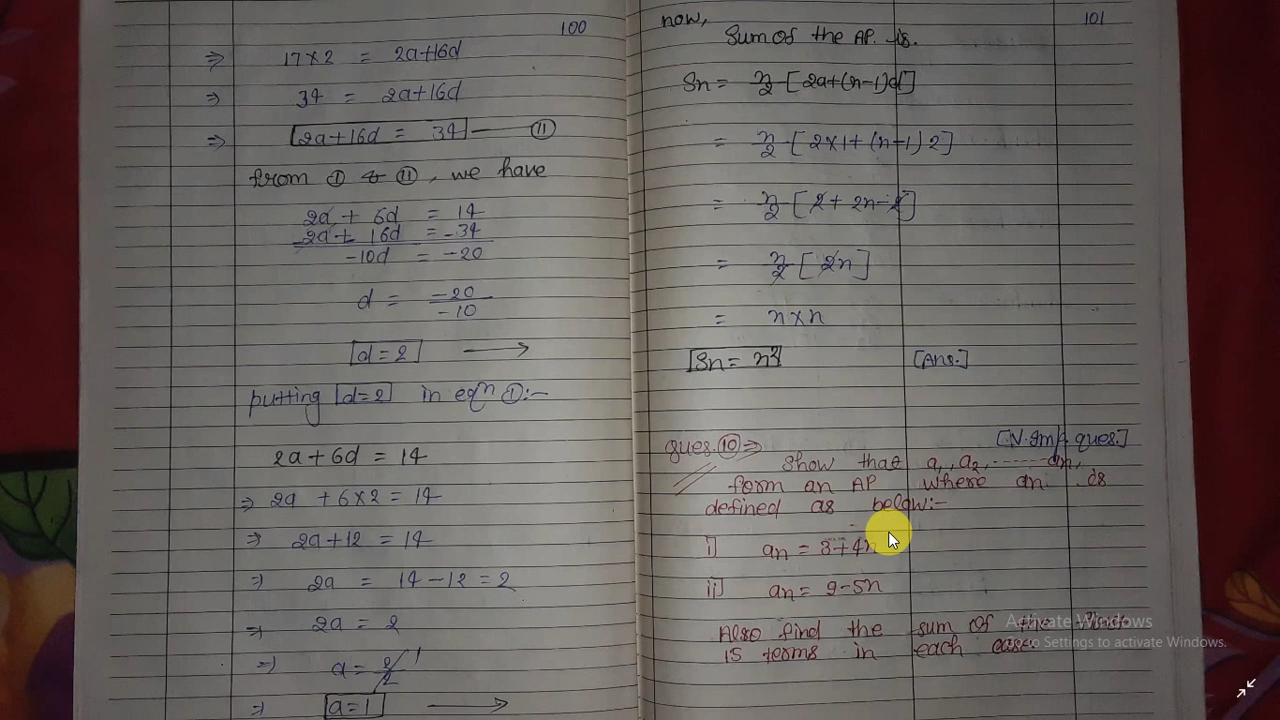 100
⇒ 17×2 = 2a+16d
⇒ 34 = 2a+16d
⇒ 2a+16d = 34 — II
from I & II, we have
2a + 6d = 14
2a + 16d = -34
-10d = -20
d = -20/-10
d=2 →
putting d=2 in eqn I:-
2a+6d = 14
⇒ 2a + 6×2 = 14
⇒ 2a+12 = 14
⇒ 2a = 14-12 = 2
⇒ 2a = 2
⇒ a = 2/2 1
⇒ a=1 →
101
now,
Sum of the AP. is.
Sn = n/2 [2a+(n-1)d]
= n/2 [2×1+(n-1)2]
= n/2 [2+2n-2]
= n/2 [2n]
= n×n
Sn = n² [Ans.]
[V.Imp ques.]
ques.10 ⇒
Show that a1, a2, ------- an,
form an AP where an is
defined as below:-
i] an = 3+4n
ii] an = 9-5n
Also find the sum of the first
15 terms in each case.
Activate Windows
Go to Settings to activate Windows.